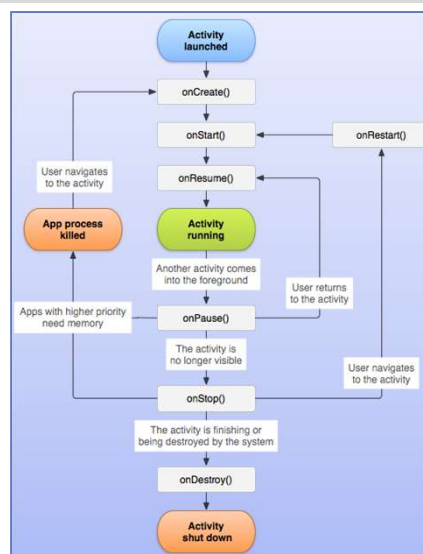 Activity
launched
onCreate()
onStart()
onRestart()
User navigates
to the activity
onResume()
App process
killed
Activity
running
Another activity comes
into the foreground
User returns
to the activity
Apps with higher priority
need memory
onPause()
The activity is
no longer visible
User navigates
to the activity
onStop()
The activity is finishing or
being destroyed by the system
onDestroy()
Activity
shut down